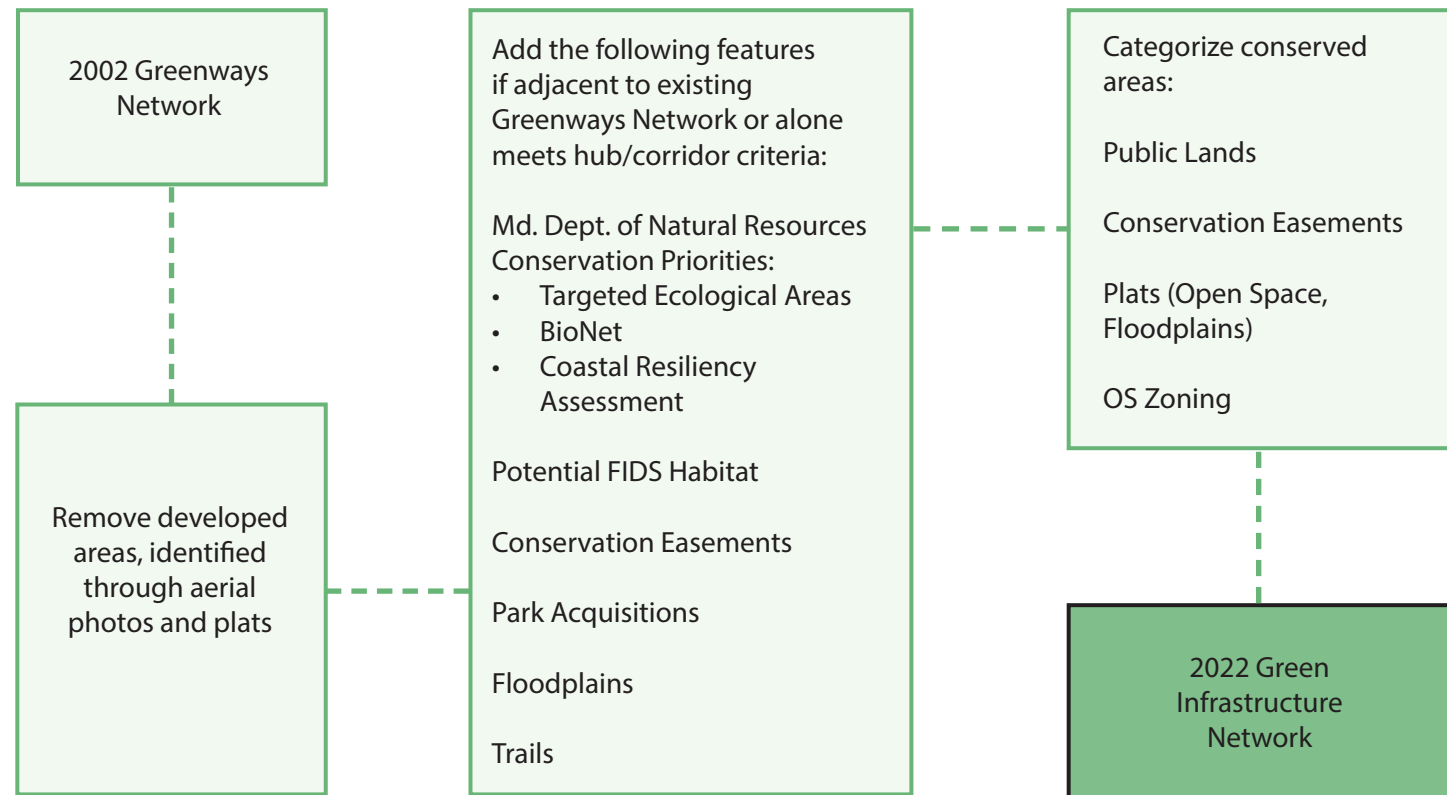 2002 Greenways
Network
Remove developed
areas, identified
through aerial
photos and plats
Add the following features
if adjacent to existing
Greenways Network or alone
meets hub/corridor criteria:
Md. Dept. of Natural Resources
Conservation Priorities:
• Targeted Ecological Areas
• BioNet
• Coastal Resiliency
Assessment
Potential FIDS Habitat
Conservation Easements
Park Acquisitions
Floodplains
Trails
Categorize conserved
areas:
Public Lands
Conservation Easements
Plats (Open Space,
Floodplains)
OS Zoning
2022 Green
Infrastructure
Network